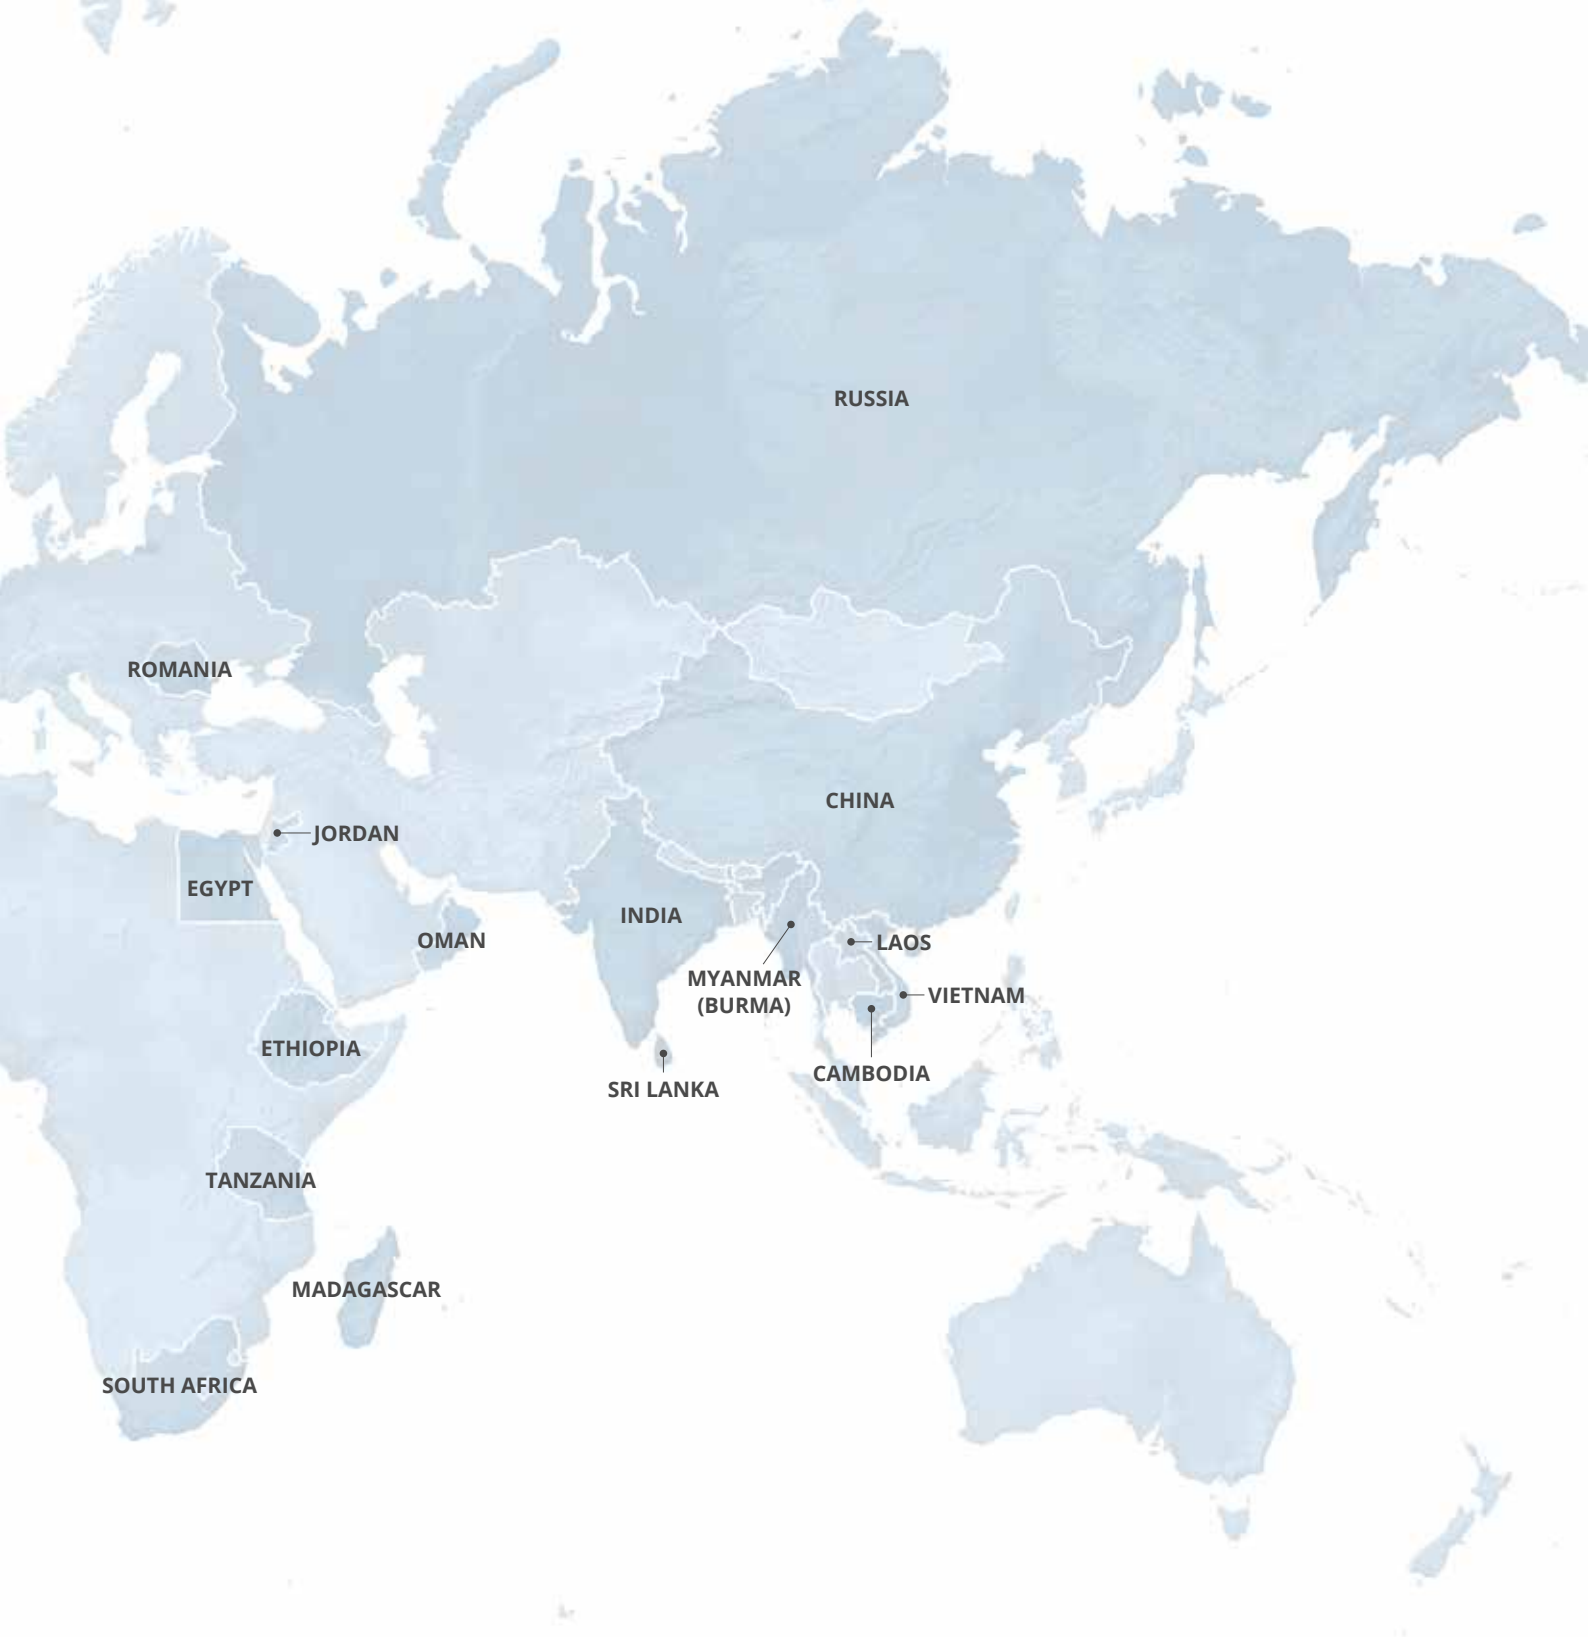 RUSSIA
ROMANIA
CHINA
JORDAN
EGYPT
INDIA
OMAN
LAOS
MYANMAR
(BURMA)
VIETNAM
ETHIOPIA
CAMBODIA
SRI LANKA
TANZANIA
MADAGASCAR
SOUTH AFRICA